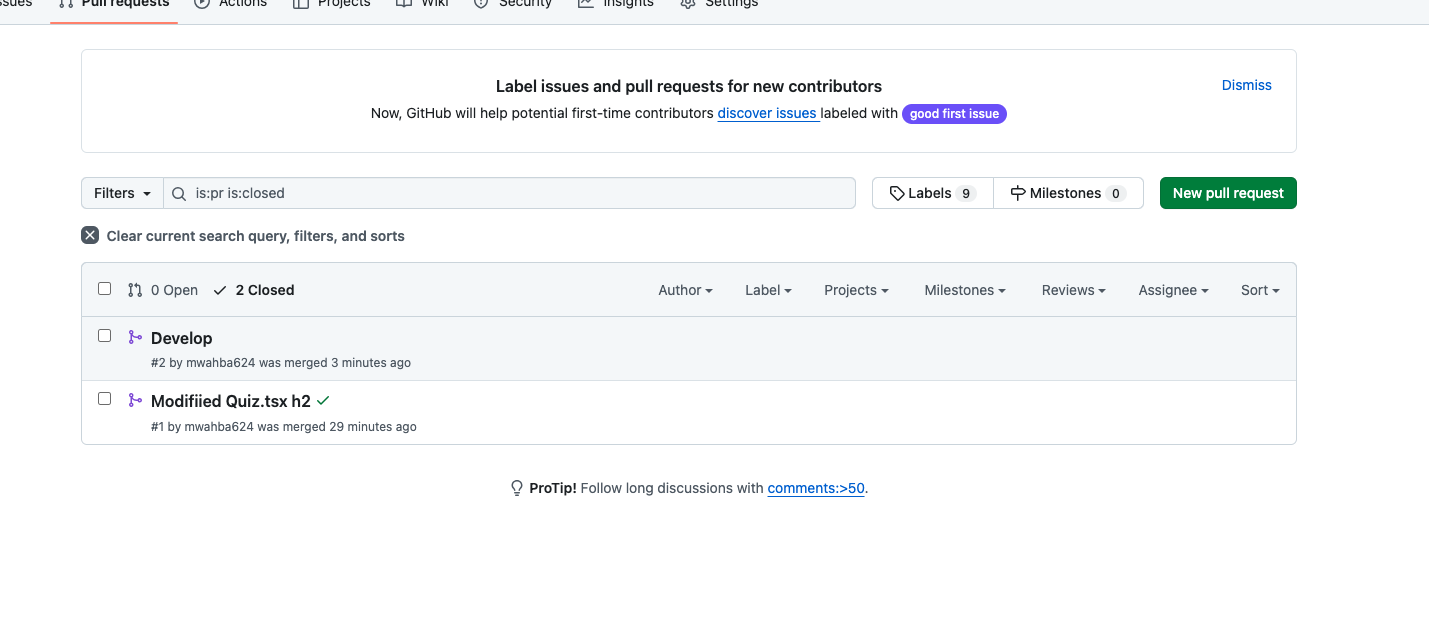 Pull requests
Actions
Projects
Wiki
Security
Insights
Settings
Label issues and pull requests for new contributors
Dismiss
Now, GitHub will help potential first-time contributors discover issues labeled with good first issue
Filters
is:pr is:closed
Labels 9
Milestones 0
New pull request
Clear current search query, filters, and sorts
0 Open
2 Closed
Author
Label
Projects
Milestones
Reviews
Assignee
Sort
Develop
#2 by mwahba624 was merged 3 minutes ago
Modifiied Quiz.tsx h2
#1 by mwahba624 was merged 29 minutes ago
ProTip! Follow long discussions with comments:>50.